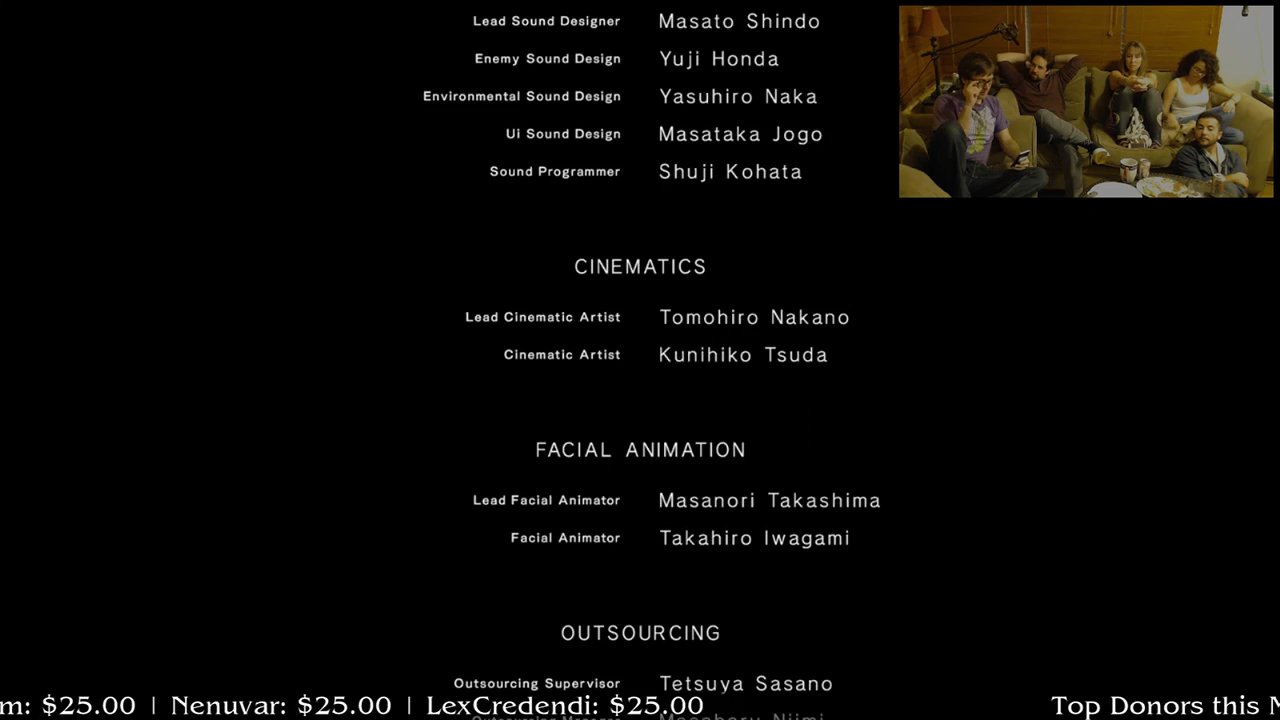 Lead Sound Designer Masato Shindo
Enemy Sound Design Yuji Honda
Environmental Sound Design Yasuhiro Naka
Ui Sound Design Masataka Jogo
Sound Programmer Shuji Kohata
CINEMATICS
Lead Cinematic Artist Tomohiro Nakano
Cinematic Artist Kunihiko Tsuda
FACIAL ANIMATION
Lead Facial Animator Masanori Takashima
Facial Animator Takahiro Iwagami
OUTSOURCING
Outsourcing Supervisor Tetsuya Sasano
m: $25.00 | Nenuvar: $25.00 | LexCredendi: $25.00 Top Donors this